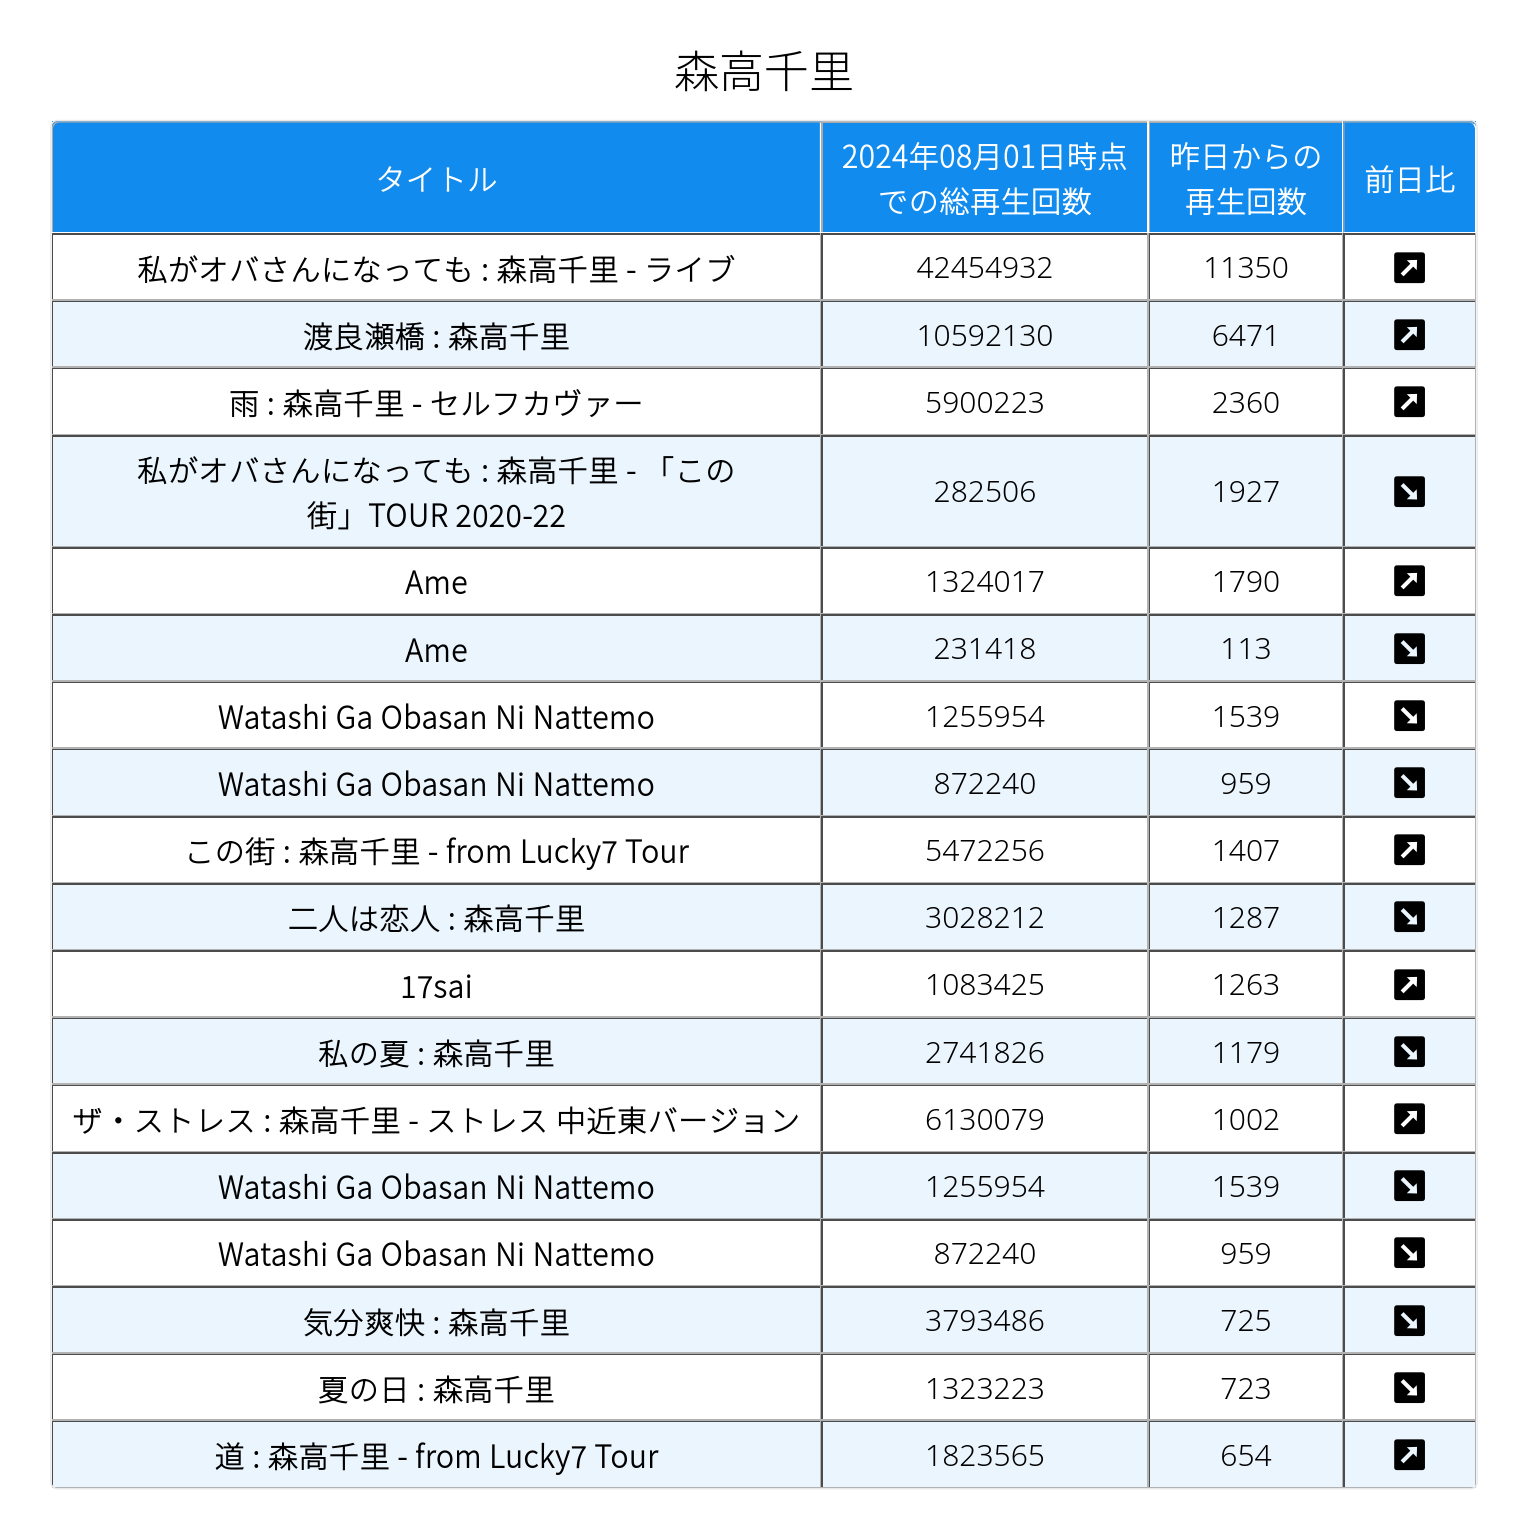 森高千里
タイトル
2024年08月01日時点
での総再生回数
昨日からの
再生回数
前日比
私がオバさんになっても : 森高千里 - ライブ 42454932 11350 ↗
渡良瀬橋 : 森高千里 10592130 6471 ↗
雨 : 森高千里 - セルフカヴァー 5900223 2360 ↗
私がオバさんになっても : 森高千里 - 「この
街」TOUR 2020-22 282506 1927 ↘
Ame 1324017 1790 ↗
Ame 231418 113 ↘
Watashi Ga Obasan Ni Nattemo 1255954 1539 ↘
Watashi Ga Obasan Ni Nattemo 872240 959 ↘
この街 : 森高千里 - from Lucky7 Tour 5472256 1407 ↗
二人は恋人 : 森高千里 3028212 1287 ↘
17sai 1083425 1263 ↗
私の夏 : 森高千里 2741826 1179 ↘
ザ・ストレス : 森高千里 - ストレス 中近東バージョン 6130079 1002 ↗
Watashi Ga Obasan Ni Nattemo 1255954 1539 ↘
Watashi Ga Obasan Ni Nattemo 872240 959 ↘
気分爽快 : 森高千里 3793486 725 ↘
夏の日 : 森高千里 1323223 723 ↘
道 : 森高千里 - from Lucky7 Tour 1823565 654 ↗